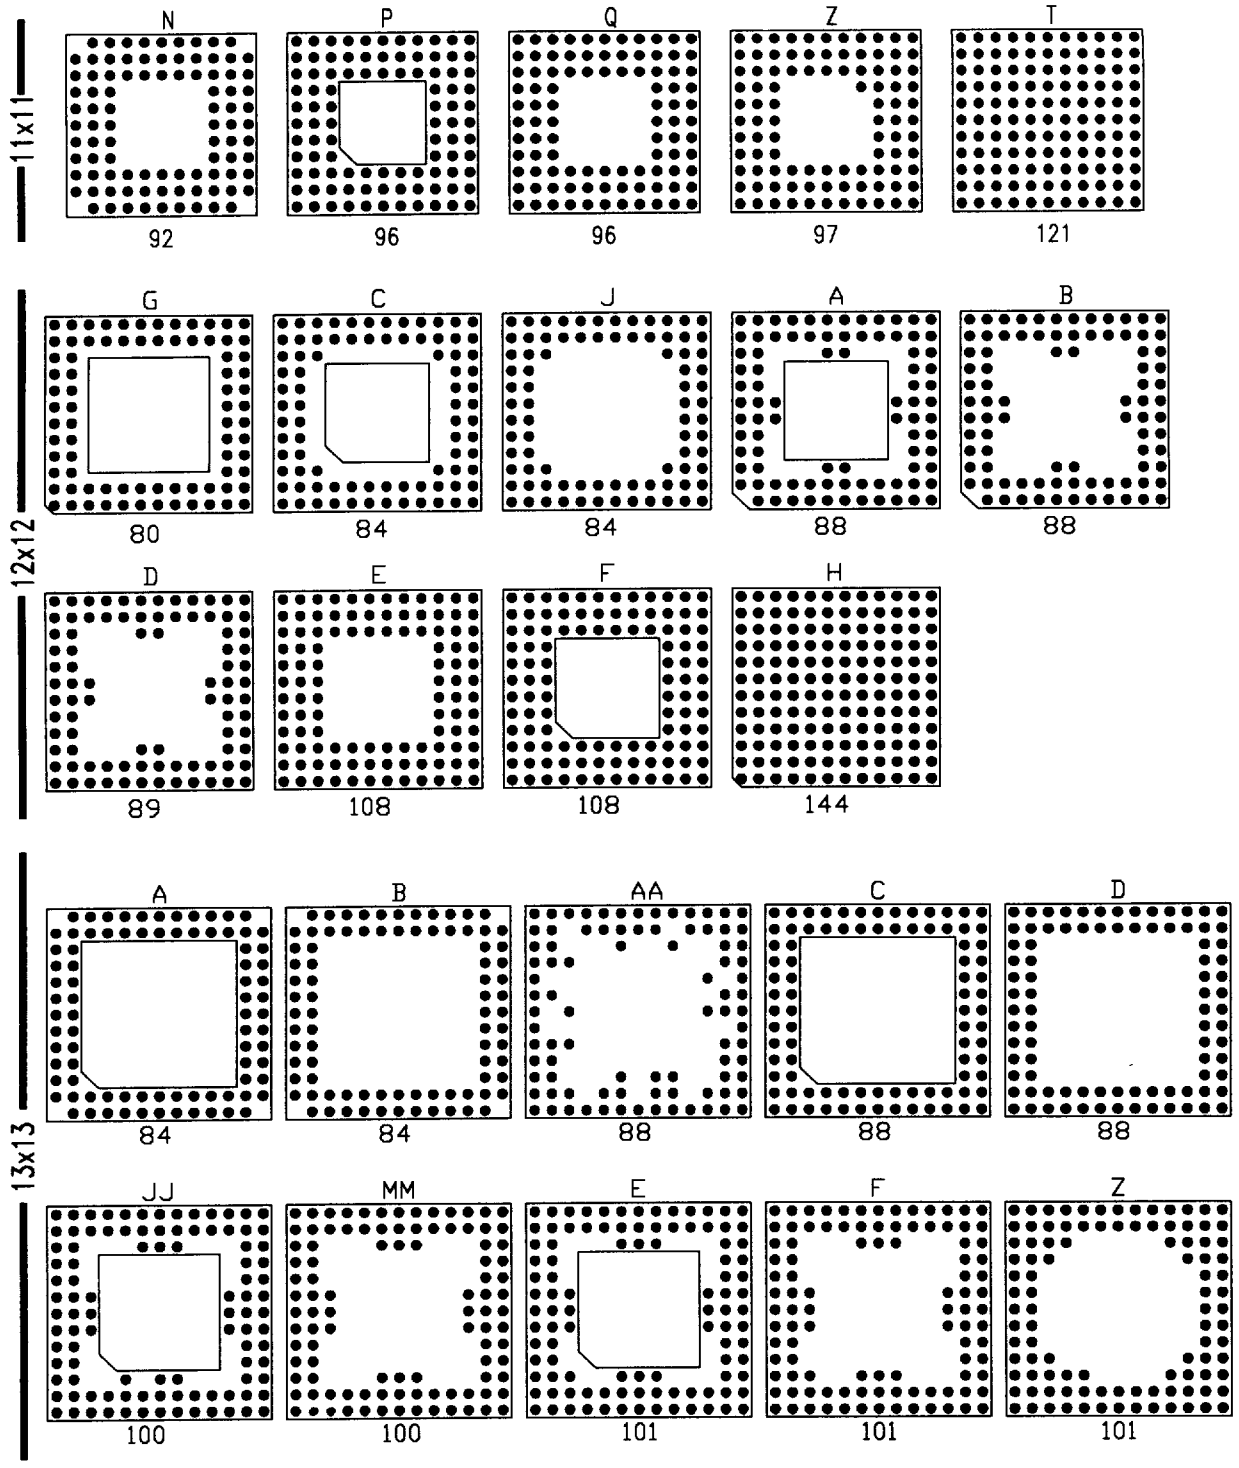 11x11
N P Q Z T
92 96 96 97 121
12x12
G C J A B
80 84 84 88 88
D E F H
89 108 108 144
13x13
A B AA C D
84 84 88 88 88
JJ MM E F Z
100 100 101 101 101